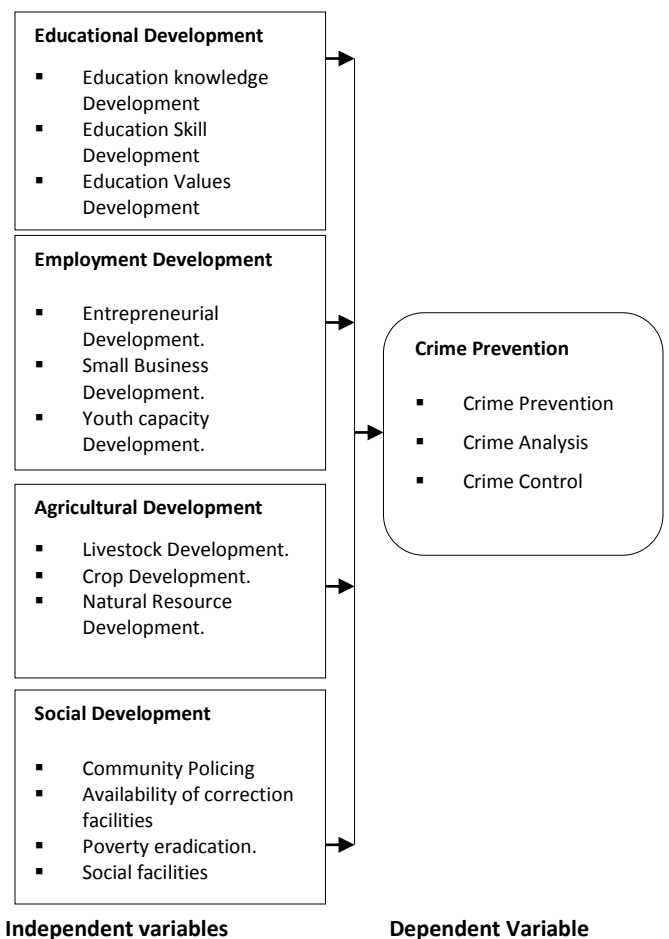 Educational Development
▪ Education knowledge
Development
▪ Education Skill
Development
▪ Education Values
Development
Employment Development
▪ Entrepreneurial
Development.
▪ Small Business
Development.
▪ Youth capacity
Development.
Agricultural Development
▪ Livestock Development.
▪ Crop Development.
▪ Natural Resource
Development.
Social Development
▪ Community Policing
▪ Availability of correction
facilities
▪ Poverty eradication.
▪ Social facilities
Independent variables
Crime Prevention
▪ Crime Prevention
▪ Crime Analysis
▪ Crime Control
Dependent Variable